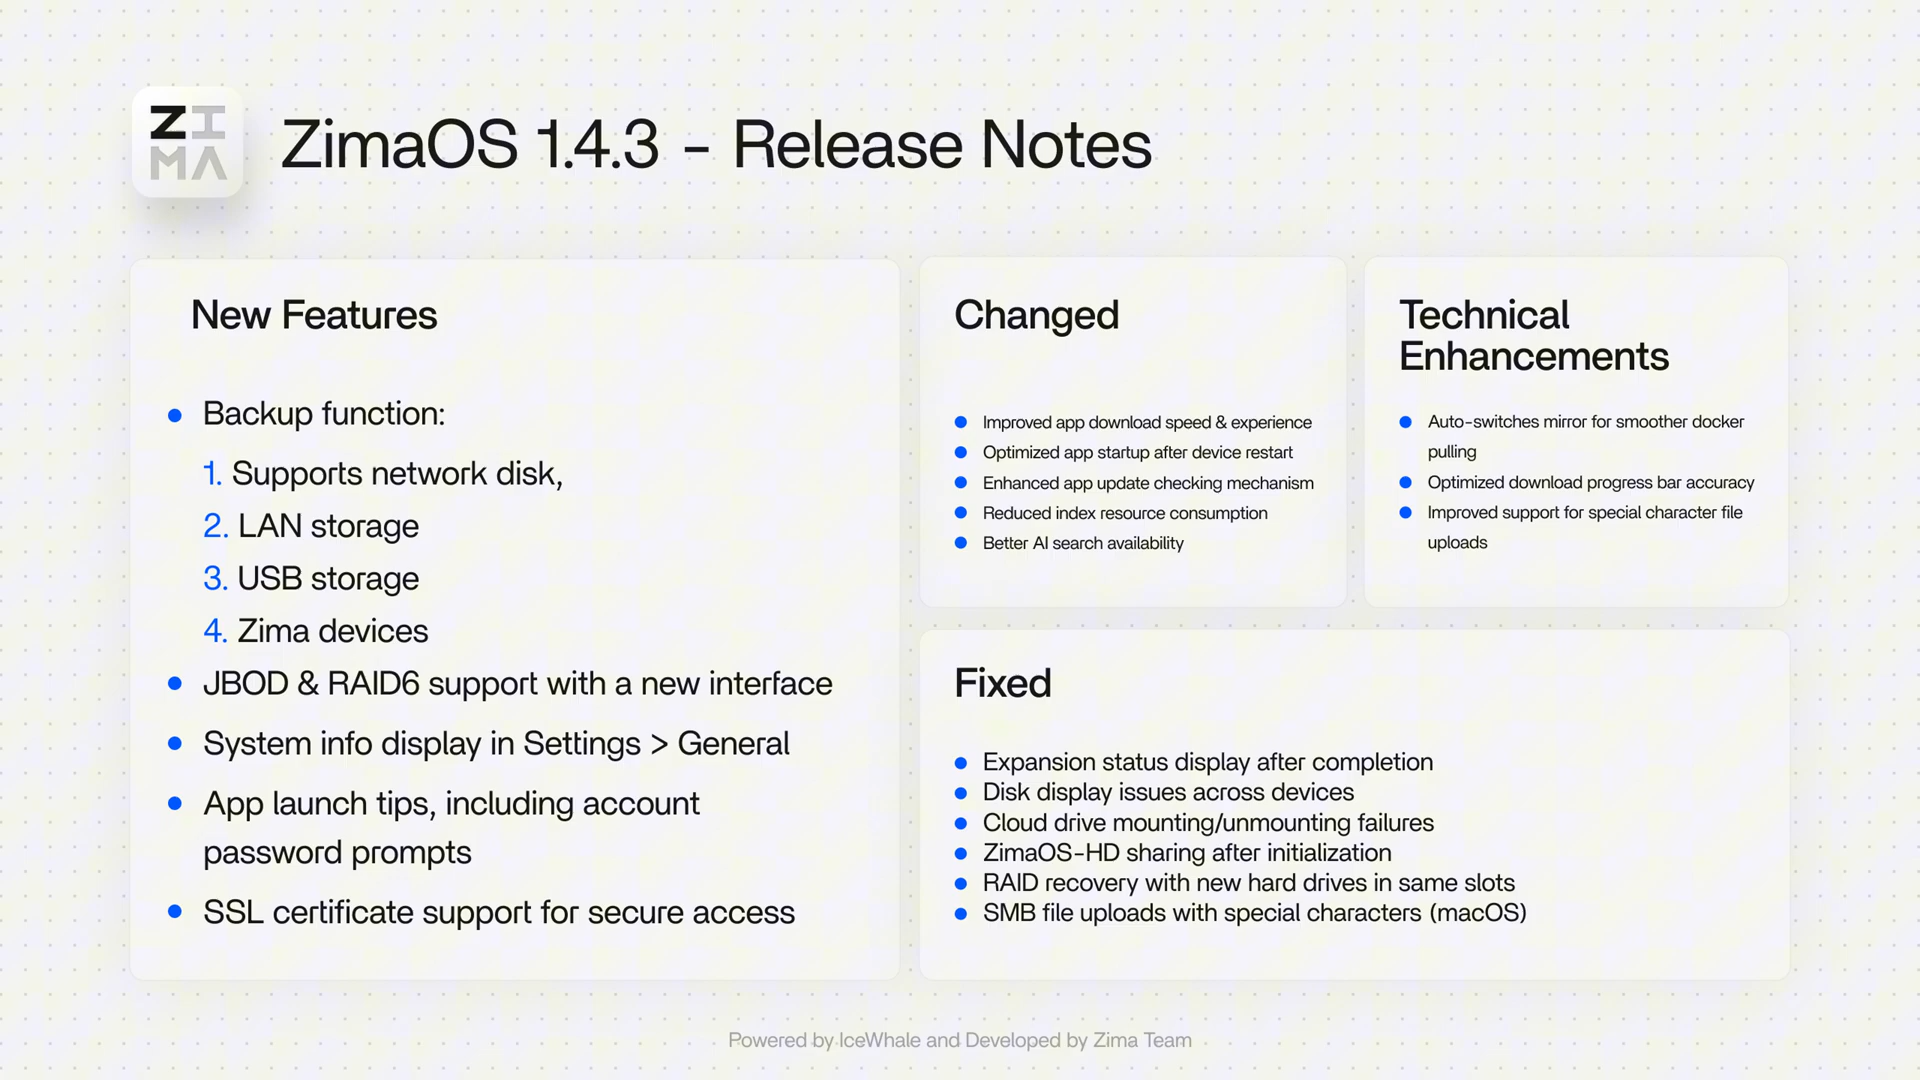 ZI
MA
ZimaOS 1.4.3 - Release Notes
New Features
Backup function:
1. Supports network disk,
2. LAN storage
3. USB storage
4. Zima devices
JBOD & RAID6 support with a new interface
System info display in Settings > General
App launch tips, including account
password prompts
SSL certificate support for secure access
Changed
Improved app download speed & experience
Optimized app startup after device restart
Enhanced app update checking mechanism
Reduced index resource consumption
Better AI search availability
Technical
Enhancements
Auto-switches mirror for smoother docker
pulling
Optimized download progress bar accuracy
Improved support for special character file
uploads
Fixed
Expansion status display after completion
Disk display issues across devices
Cloud drive mounting/unmounting failures
ZimaOS-HD sharing after initialization
RAID recovery with new hard drives in same slots
SMB file uploads with special characters (macOS)
Powered by IceWhale and Developed by Zima Team